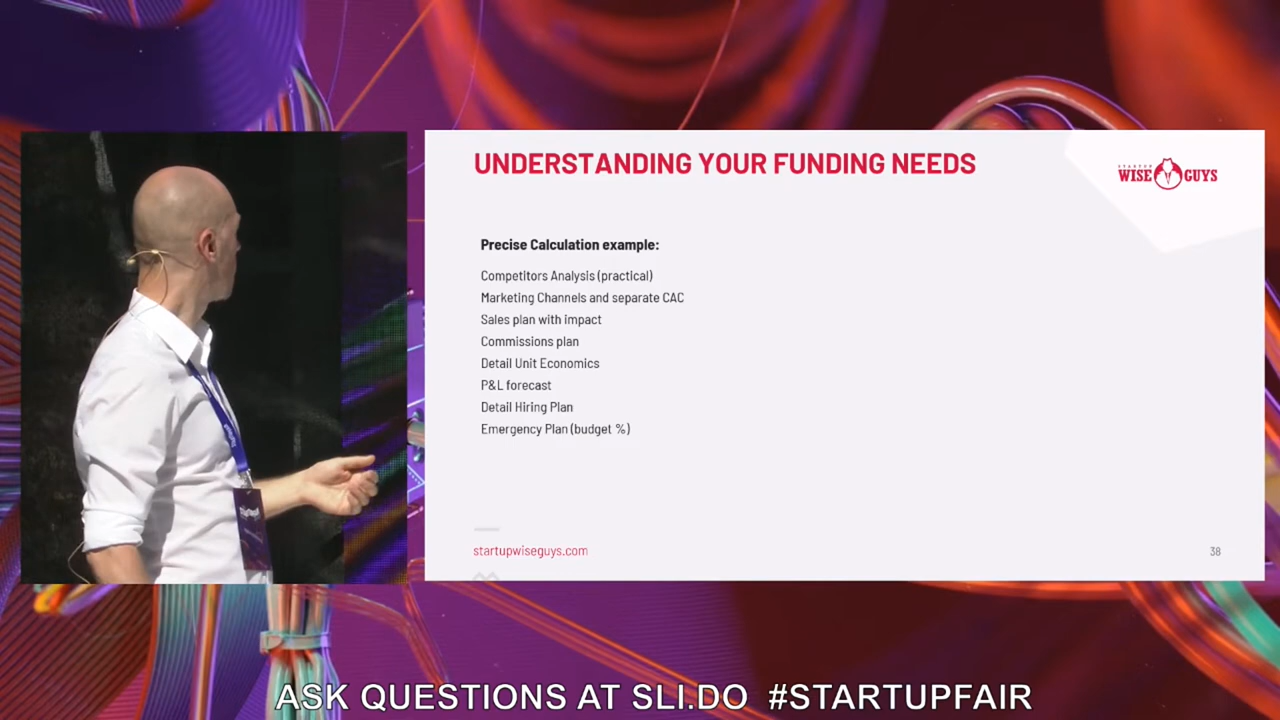 UNDERSTANDING YOUR FUNDING NEEDS
STARTUP
WISE GUYS
Precise Calculation example:
Competitors Analysis (practical)
Marketing Channels and separate CAC
Sales plan with impact
Commissions plan
Detail Unit Economics
P&L forecast
Detail Hiring Plan
Emergency Plan (budget %)
startupwiseguys.com
38
ASK QUESTIONS AT SLI.DO #STARTUPFAIR